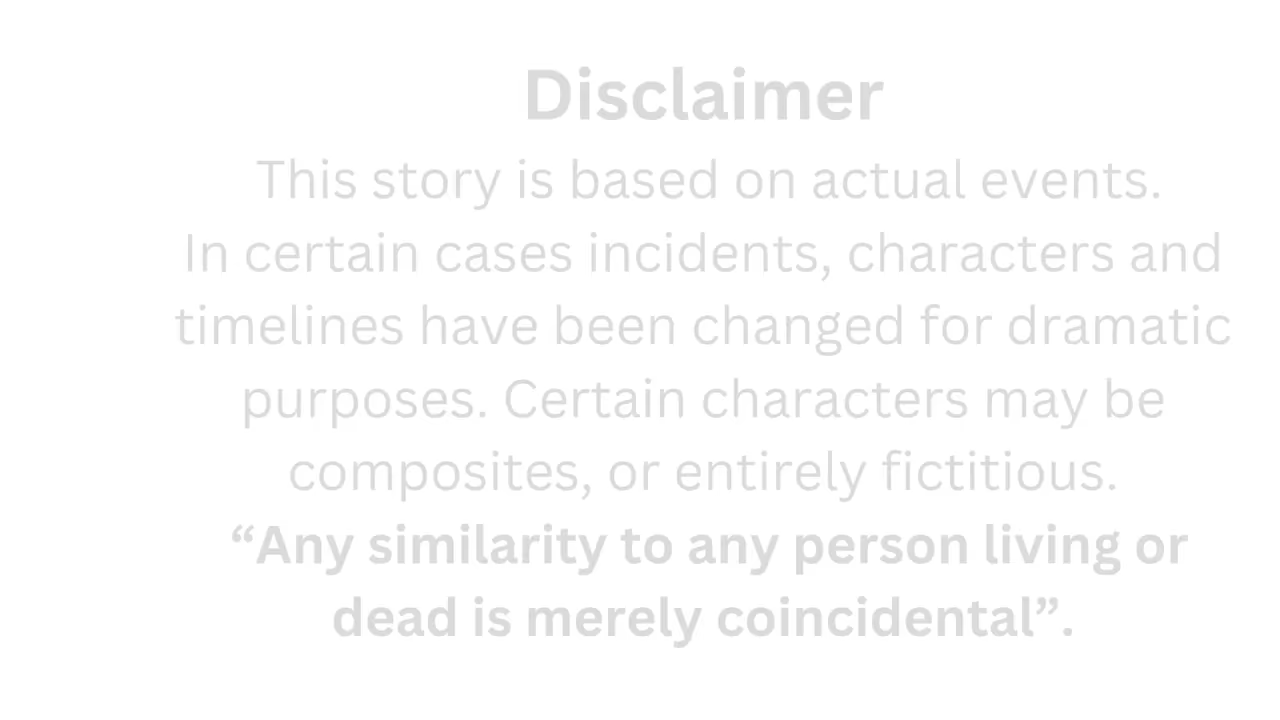 Disclaimer
This story is based on actual events.
In certain cases incidents, characters and
timelines have been changed for dramatic
purposes. Certain characters may be
composites, or entirely fictitious.
“Any similarity to any person living or
dead is merely coincidental”.